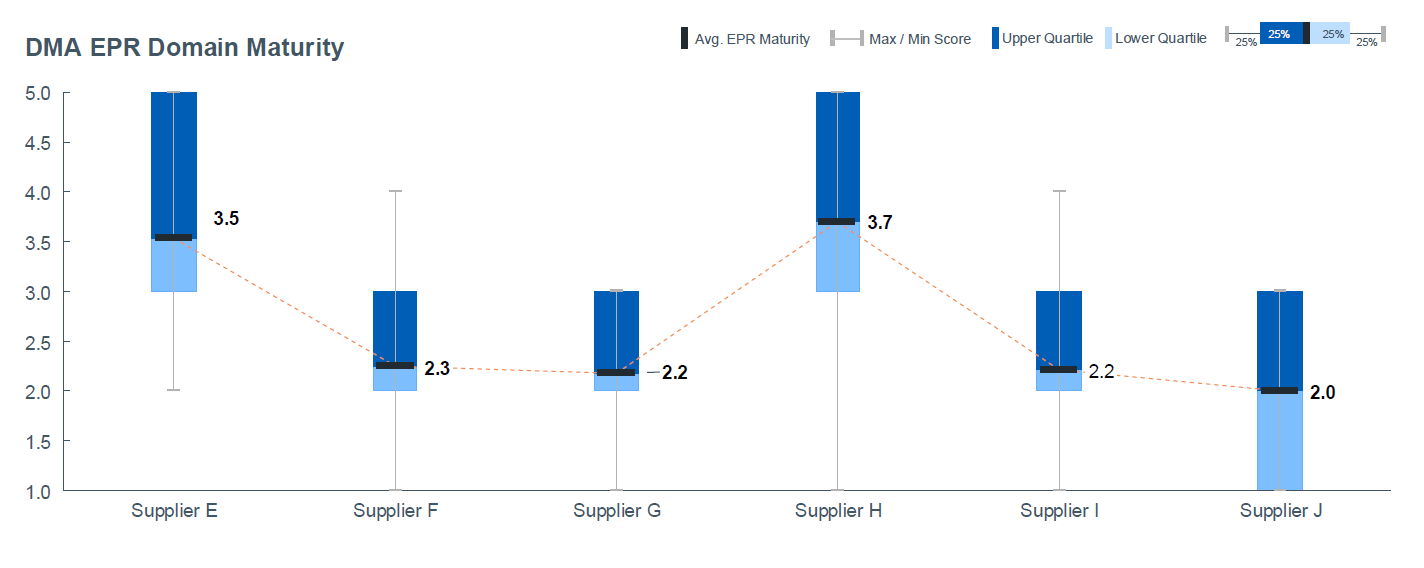 DMA EPR Domain Maturity
Avg. EPR Maturity
Max / Min Score
Upper Quartile
Lower Quartile
25% 25% 25% 25%
5.0
4.5
4.0
3.5
3.0
2.5
2.0
1.5
1.0
3.5
2.3
2.2
3.7
2.2
2.0
Supplier E
Supplier F
Supplier G
Supplier H
Supplier I
Supplier J